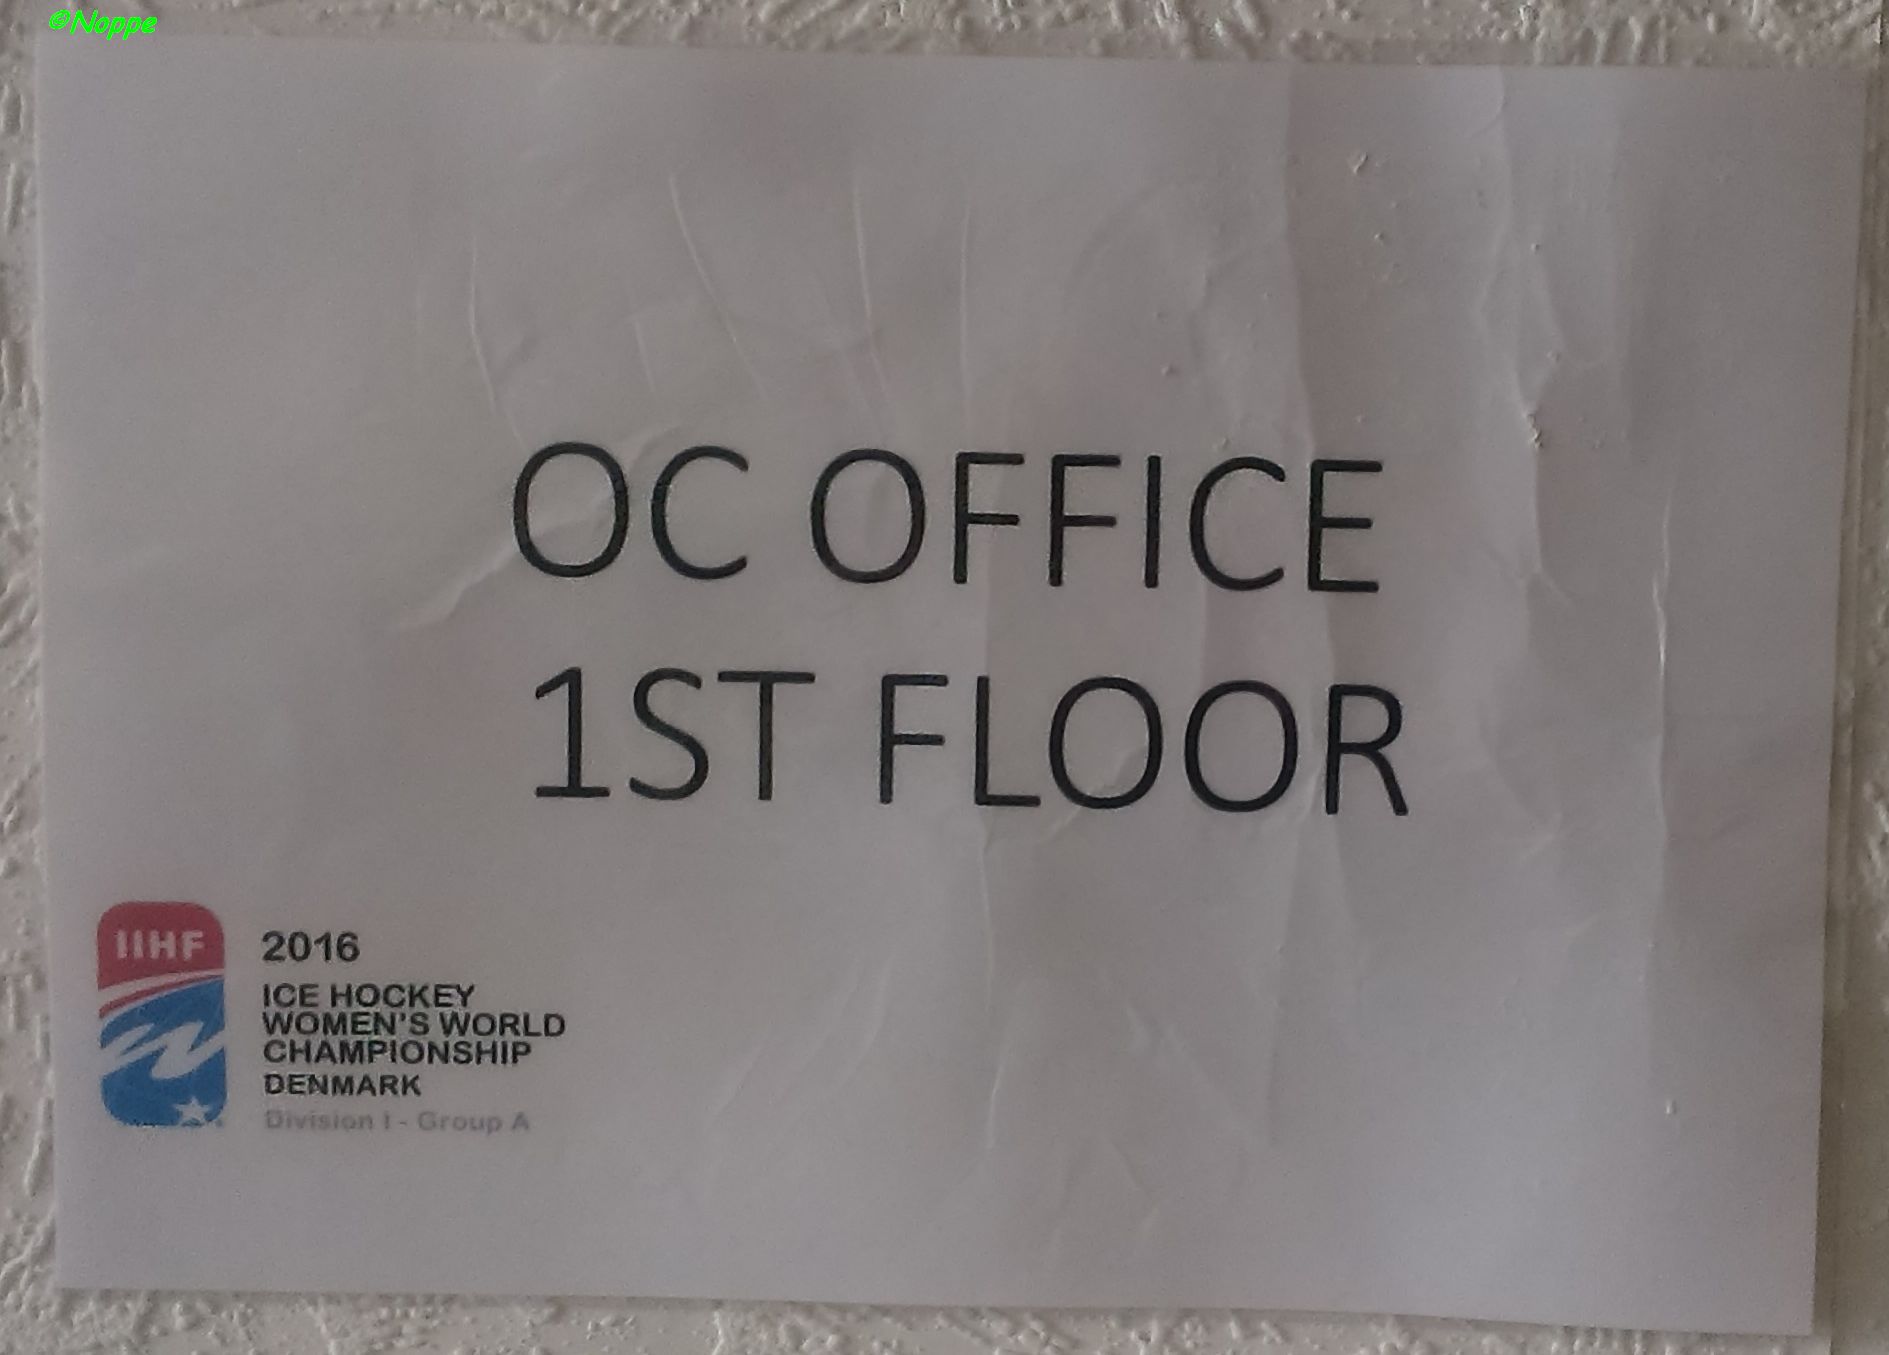 ©Noppe
OC OFFICE
1ST FLOOR
IIHF
2016
ICE HOCKEY
WOMEN'S WORLD
CHAMPIONSHIP
DENMARK
Division I - Group A